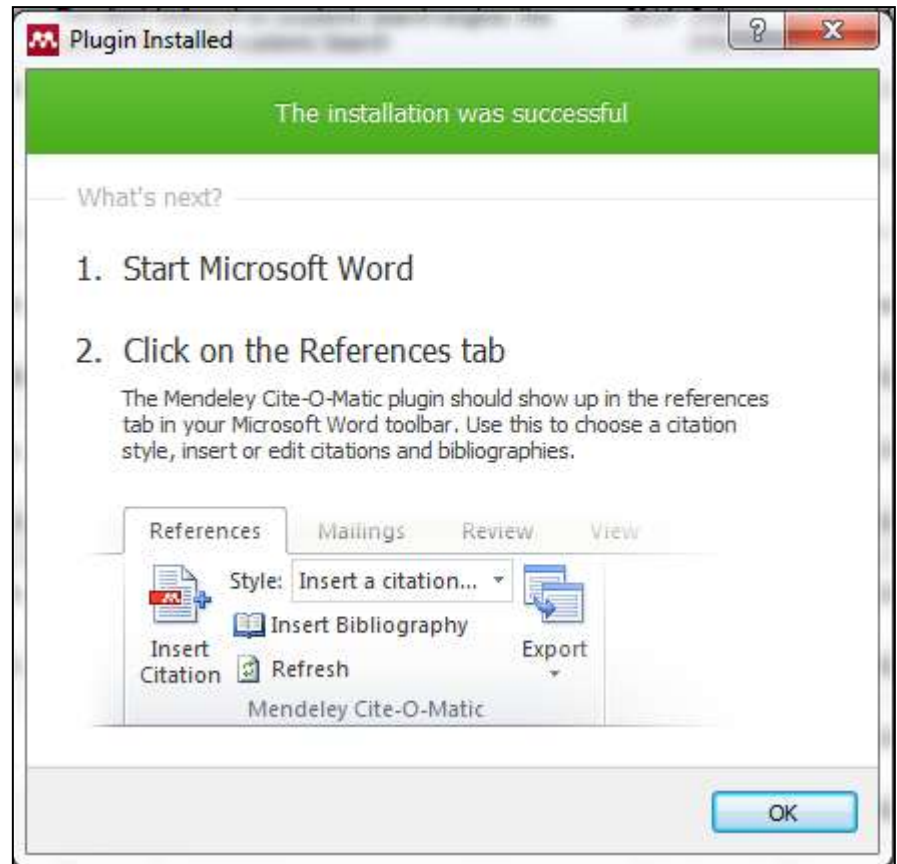 Plugin Installed
The installation was successful
What's next?
1. Start Microsoft Word
2. Click on the References tab
The Mendeley Cite-O-Matic plugin should show up in the references
tab in your Microsoft Word toolbar. Use this to choose a citation
style, insert or edit citations and bibliographies.
References Mailings Review View
Style: Insert a citation...
Insert Bibliography
Insert
Citation
Refresh
Export
Mendeley Cite-O-Matic
OK